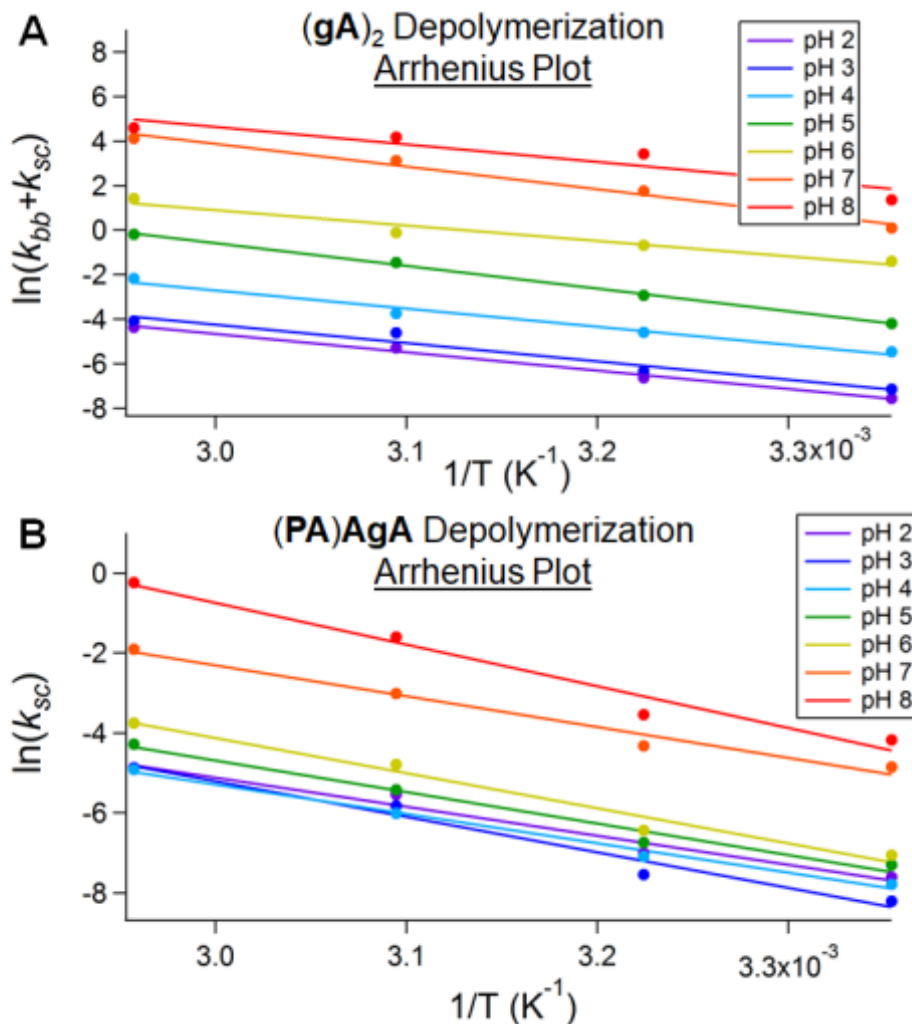 A
(gA)₂ Depolymerization
Arrhenius Plot
pH 2
pH 3
pH 4
pH 5
pH 6
pH 7
pH 8
ln(k_bb+k_sc)
8
6
4
2
0
-2
-4
-6
-8
3.0
3.1
3.2
3.3x10⁻³
1/T (K⁻¹)
B
(PA)AgA Depolymerization
Arrhenius Plot
pH 2
pH 3
pH 4
pH 5
pH 6
pH 7
pH 8
ln(k_sc)
0
-2
-4
-6
-8
3.0
3.1
3.2
3.3x10⁻³
1/T (K⁻¹)